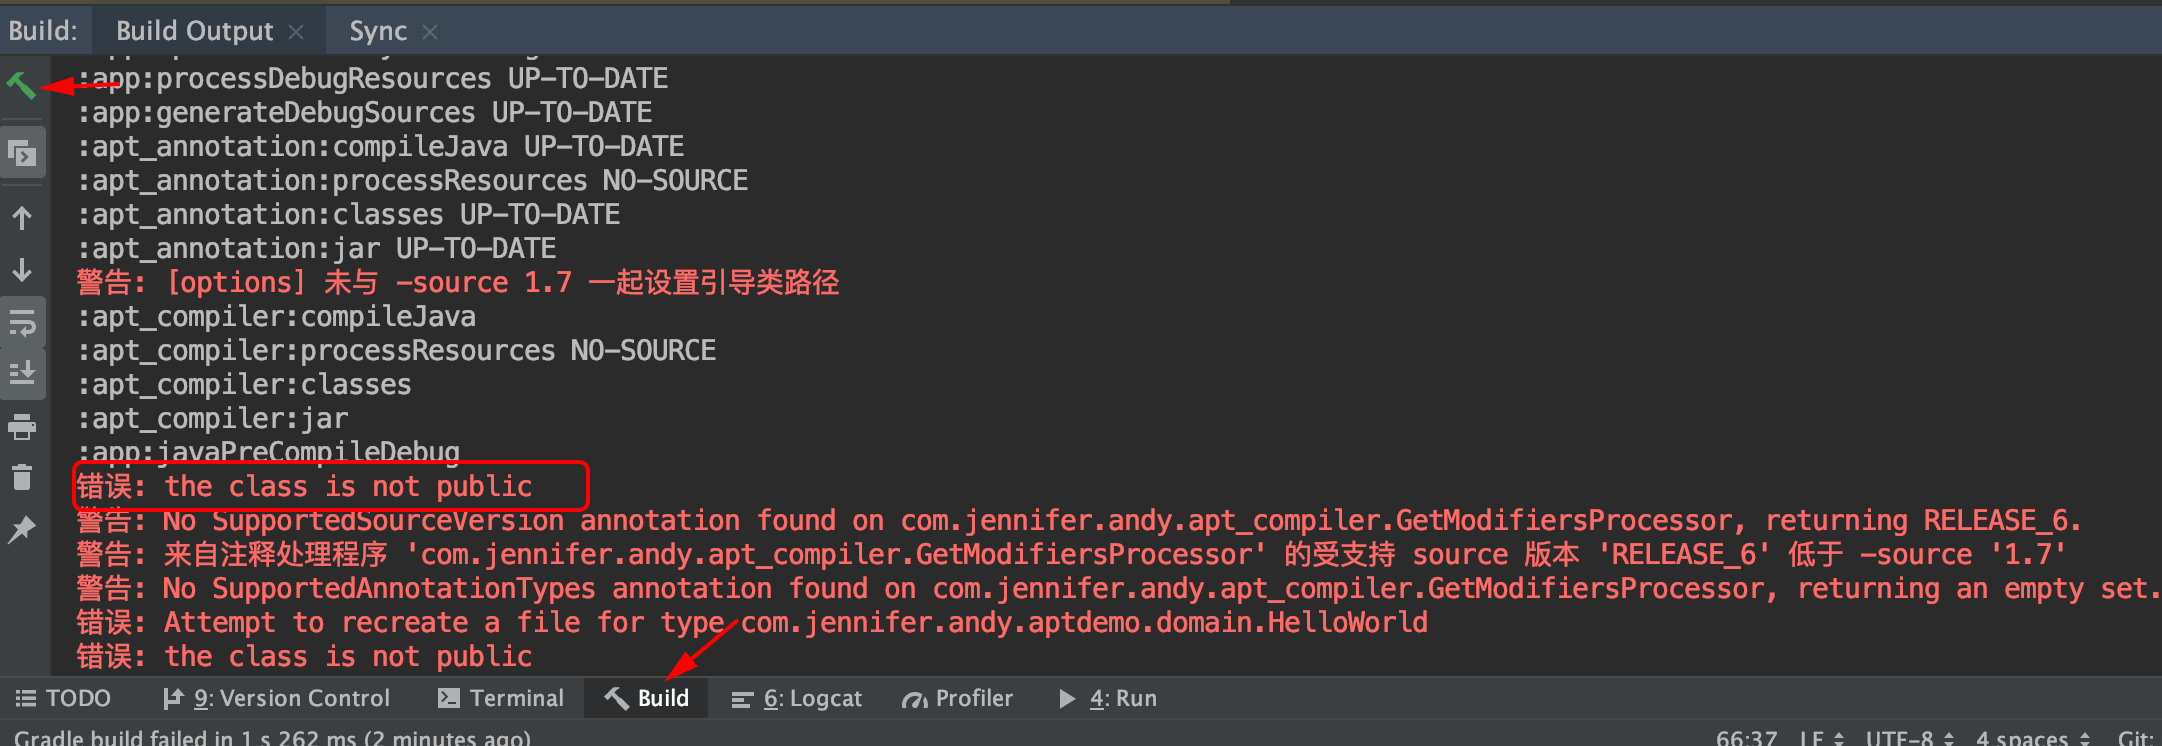 Build: Build Output Sync
:app:processDebugResources UP-TO-DATE
:app:generateDebugSources UP-TO-DATE
:apt_annotation:compileJava UP-TO-DATE
:apt_annotation:processResources NO-SOURCE
:apt_annotation:classes UP-TO-DATE
:apt_annotation:jar UP-TO-DATE
警告: [options] 未与 -source 1.7 一起设置引导类路径
:apt_compiler:compileJava
:apt_compiler:processResources NO-SOURCE
:apt_compiler:classes
:apt_compiler:jar
:app:javaPreCompileDebug
错误: the class is not public
警告: No SupportedSourceVersion annotation found on com.jennifer.andy.apt_compiler.GetModifiersProcessor, returning RELEASE_6.
警告: 来自注释处理程序 'com.jennifer.andy.apt_compiler.GetModifiersProcessor' 的受支持 source 版本 'RELEASE_6' 低于 -source '1.7'
警告: No SupportedAnnotationTypes annotation found on com.jennifer.andy.apt_compiler.GetModifiersProcessor, returning an empty set.
错误: Attempt to recreate a file for type com.jennifer.andy.aptdemo.domain.HelloWorld
错误: the class is not public
TODO 9: Version Control Terminal Build 6: Logcat Profiler 4: Run
Gradle build failed in 1 s 262 ms (2 minutes ago) 66:37 LF UTF-8 4 spaces Git: